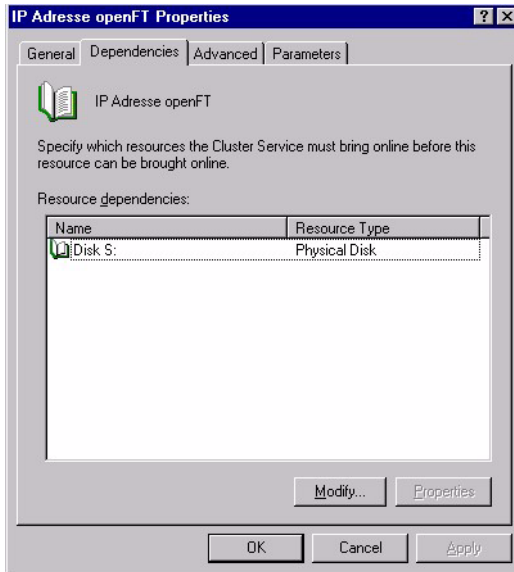 IP Adresse openFT Properties
General Dependencies Advanced Parameters
IP Adresse openFT
Specify which resources the Cluster Service must bring online before this
resource can be brought online.
Resource dependencies:
Name Resource Type
Disk S: Physical Disk
Modify... Properties
OK Cancel Apply